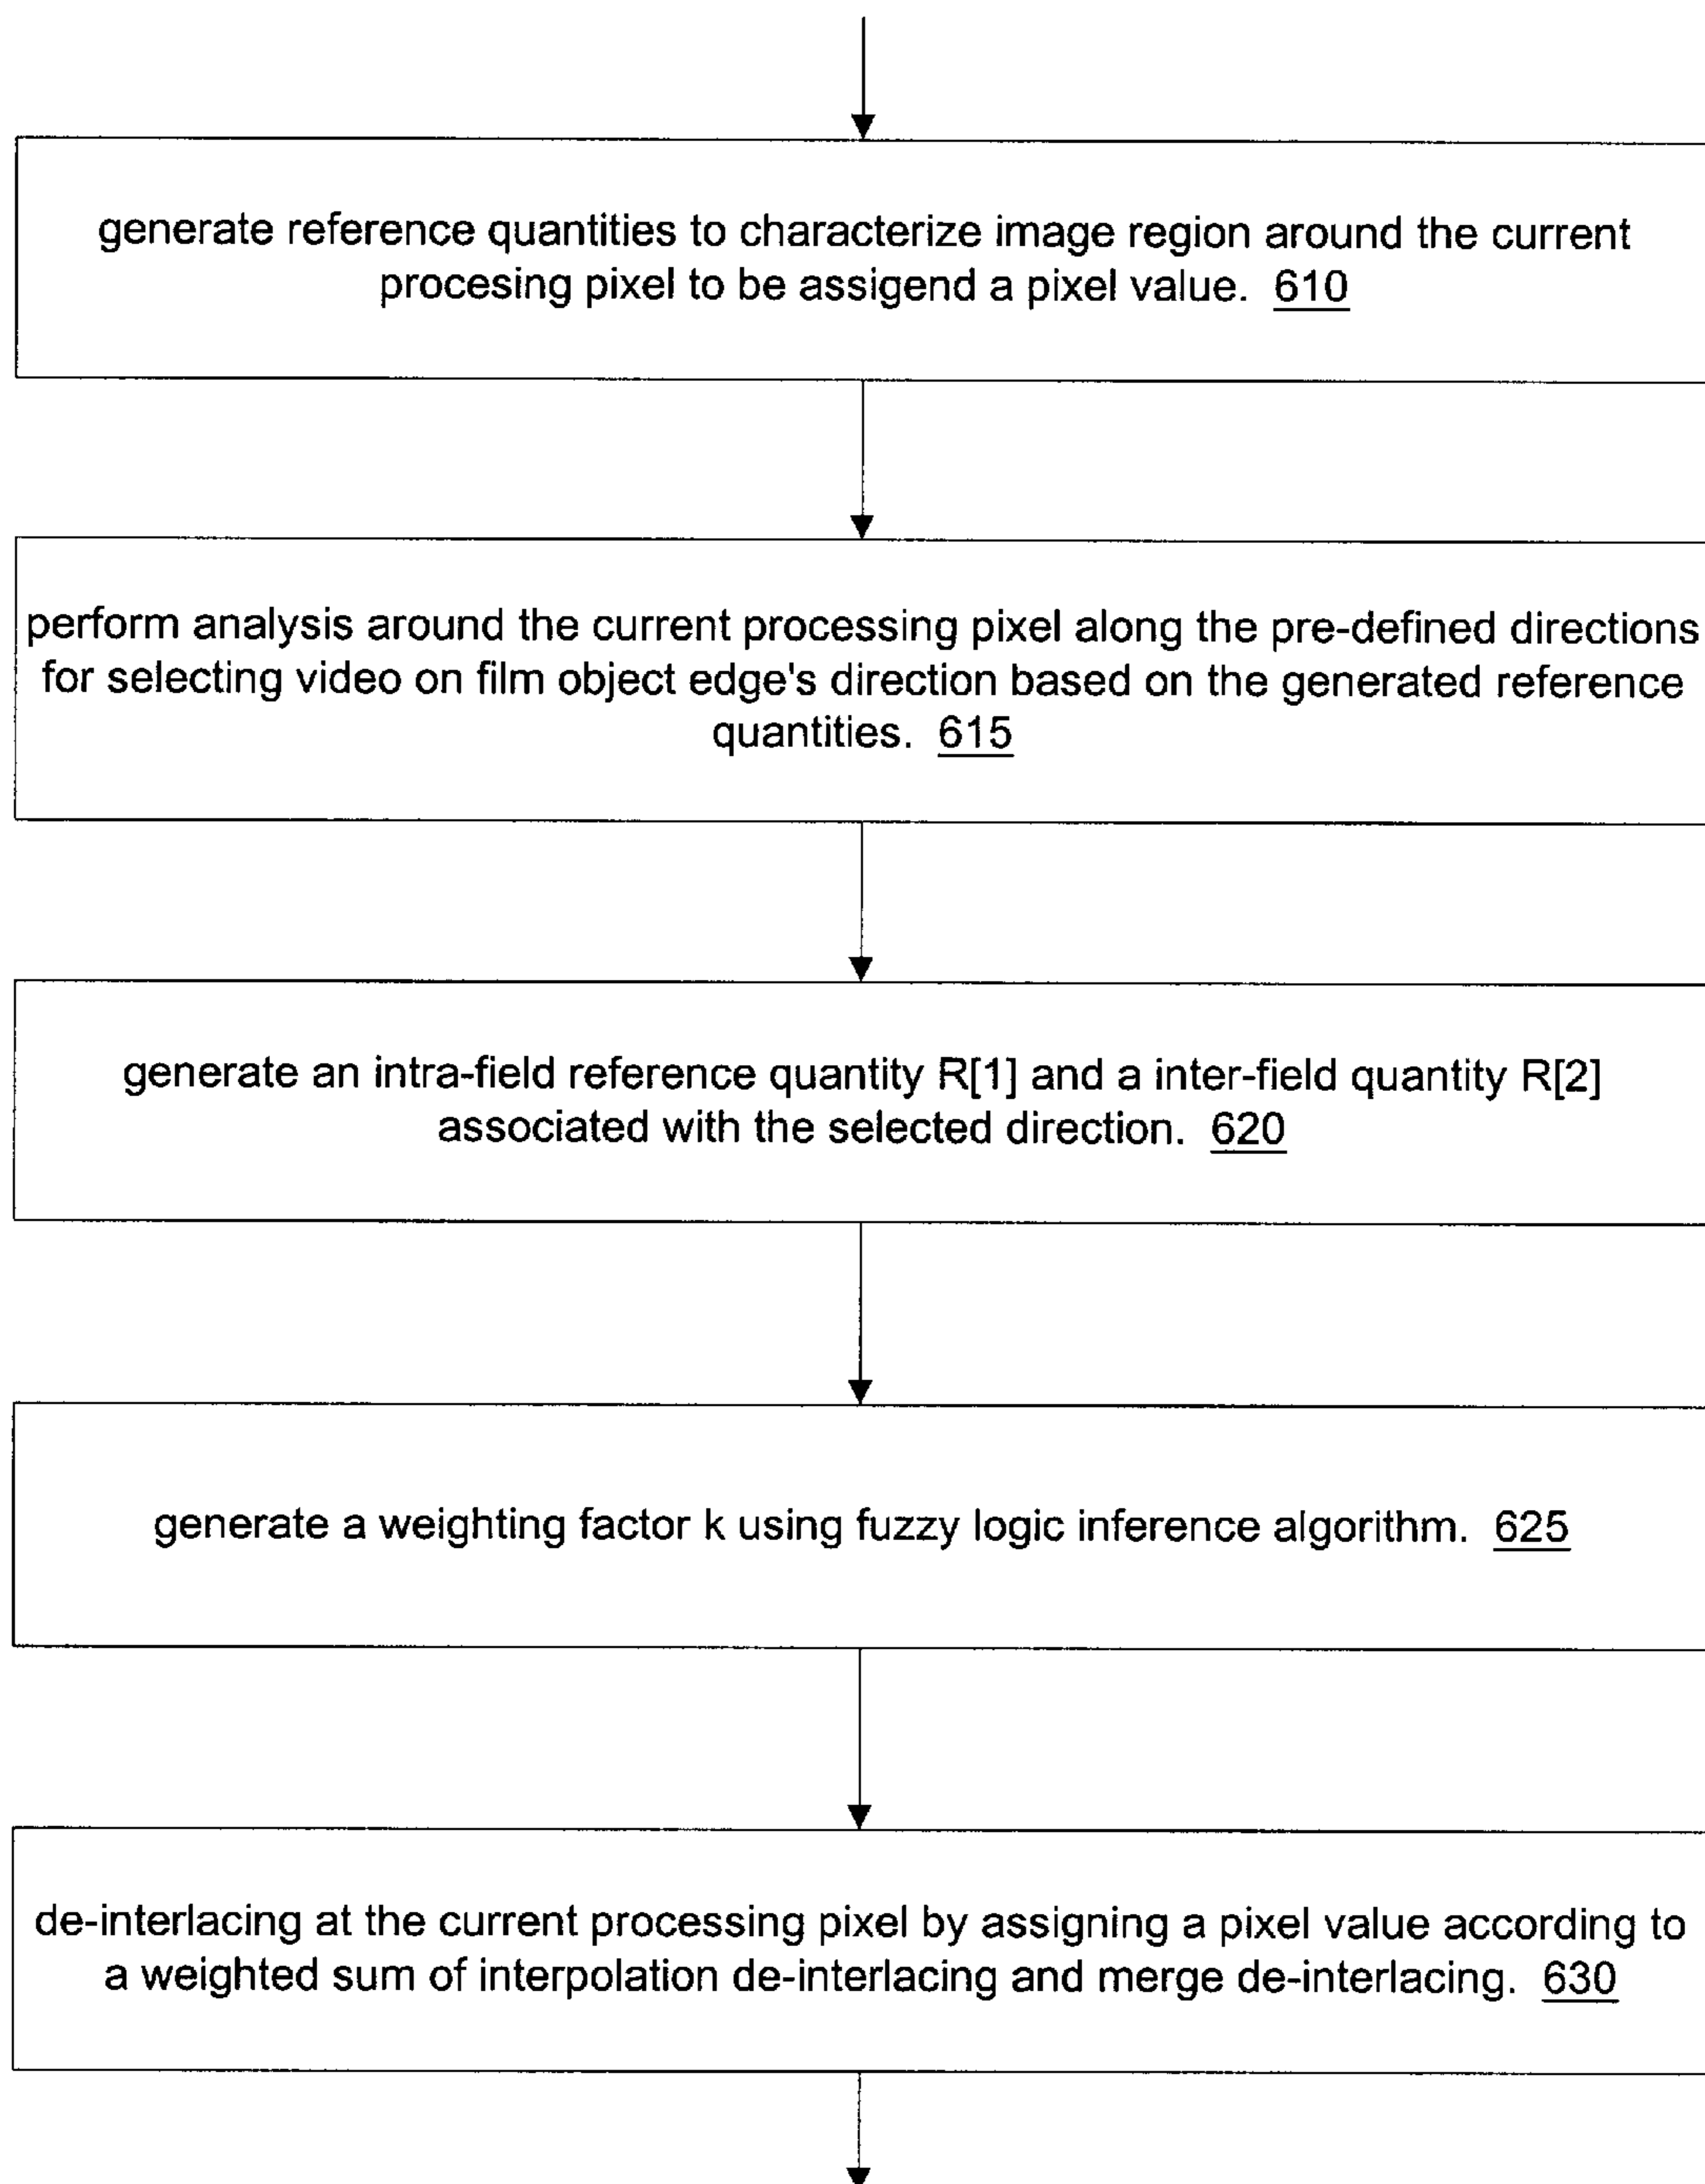 generate reference quantities to characterize image region around the current
procesing pixel to be assigend a pixel value. 610
perform analysis around the current processing pixel along the pre-defined directions
for selecting video on film object edge's direction based on the generated reference
quantities. 615
generate an intra-field reference quantity R[1] and a inter-field quantity R[2]
associated with the selected direction. 620
generate a weighting factor k using fuzzy logic inference algorithm. 625
de-interlacing at the current processing pixel by assigning a pixel value according to
a weighted sum of interpolation de-interlacing and merge de-interlacing. 630